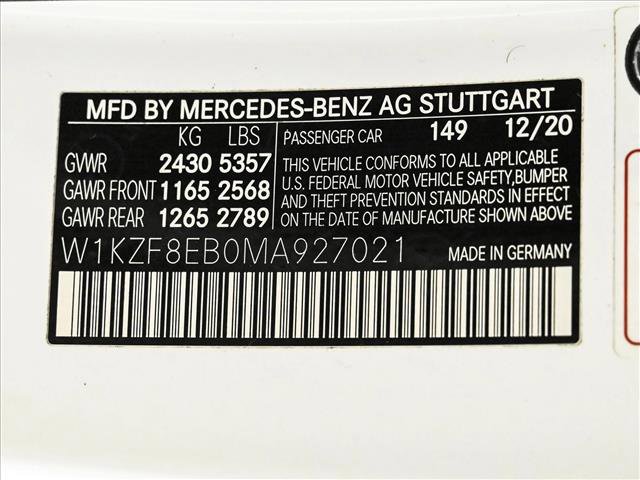 MFD BY MERCEDES-BENZ AG STUTTGART
KG LBS PASSENGER CAR 149 12/20
GVWR 2430 5357
GAWR FRONT 1165 2568
GAWR REAR 1265 2789
THIS VEHICLE CONFORMS TO ALL APPLICABLE
U.S. FEDERAL MOTOR VEHICLE SAFETY,BUMPER
AND THEFT PREVENTION STANDARDS IN EFFECT
ON THE DATE OF MANUFACTURE SHOWN ABOVE.
W1KZF8EB0MA927021
MADE IN GERMANY